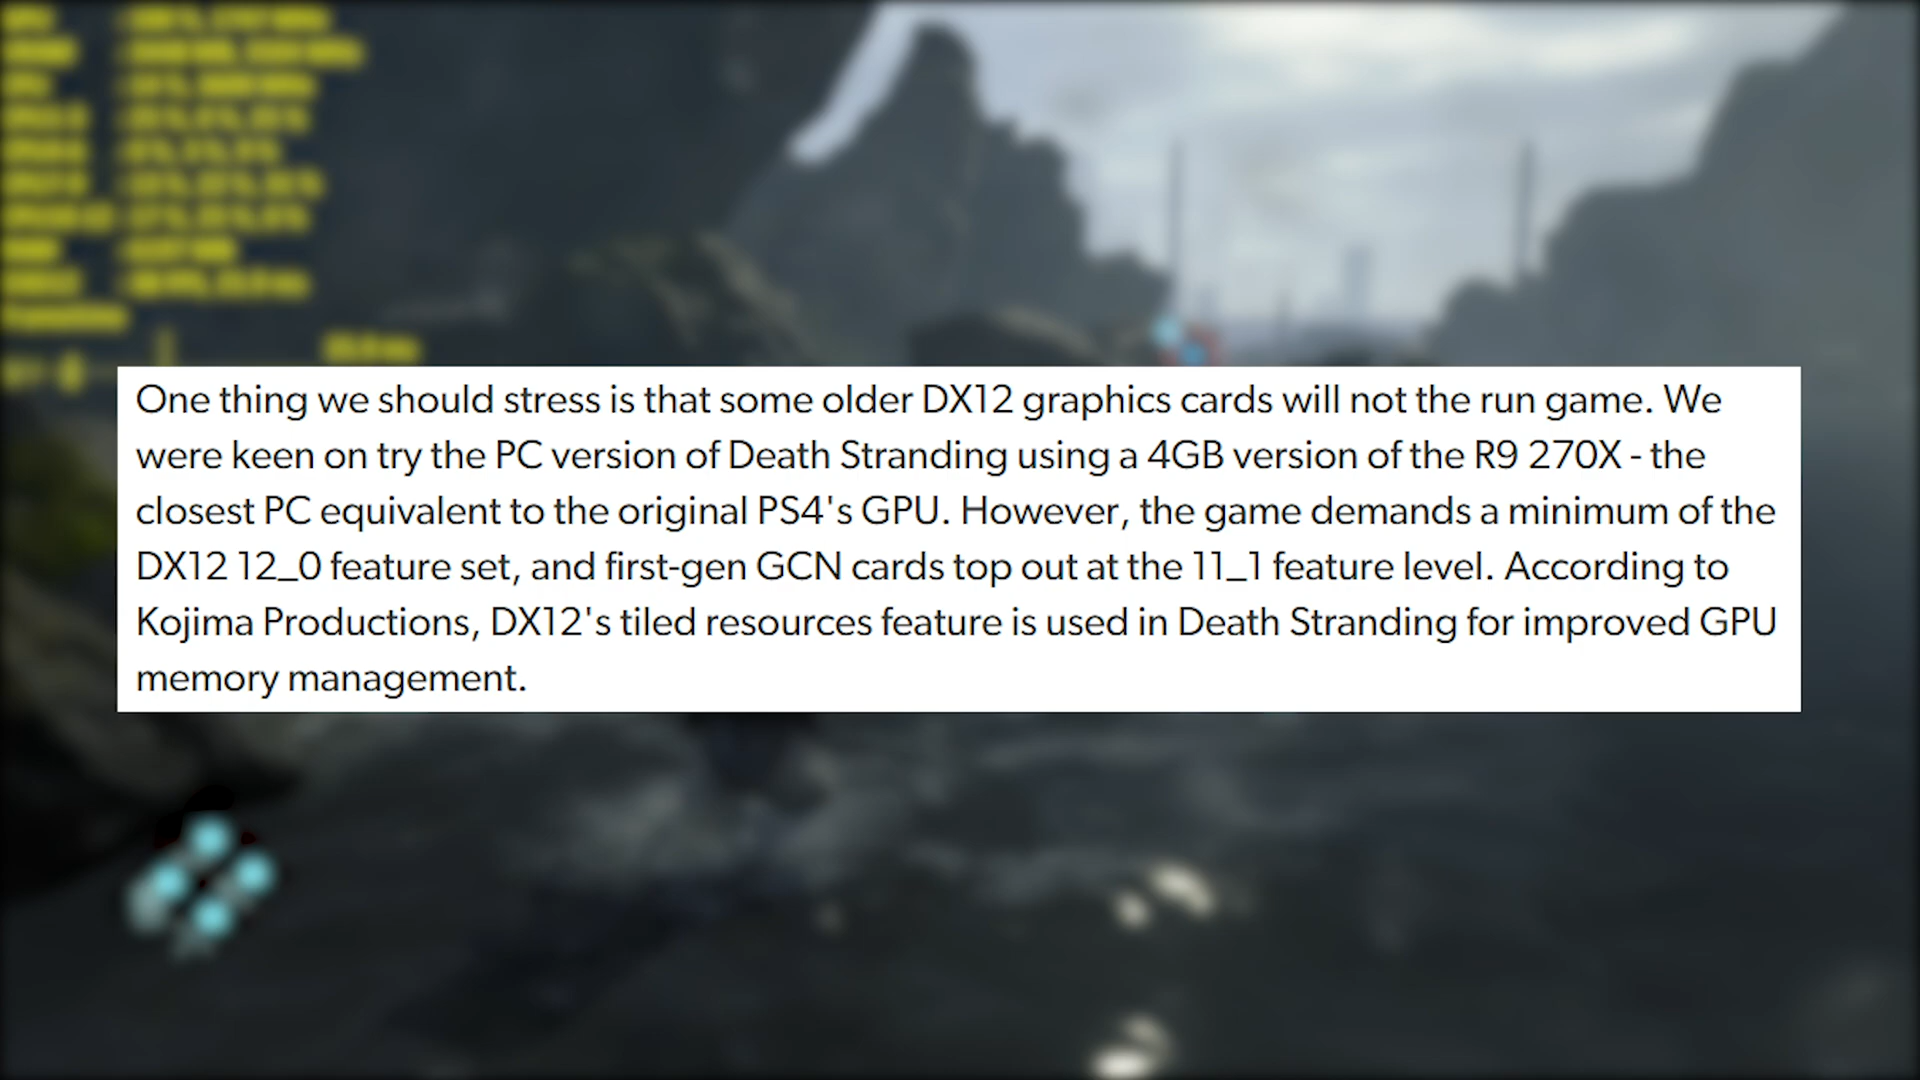 One thing we should stress is that some older DX12 graphics cards will not the run game. We
were keen on try the PC version of Death Stranding using a 4GB version of the R9 270X - the
closest PC equivalent to the original PS4's GPU. However, the game demands a minimum of the
DX12 12_0 feature set, and first-gen GCN cards top out at the 11_1 feature level. According to
Kojima Productions, DX12's tiled resources feature is used in Death Stranding for improved GPU
memory management.